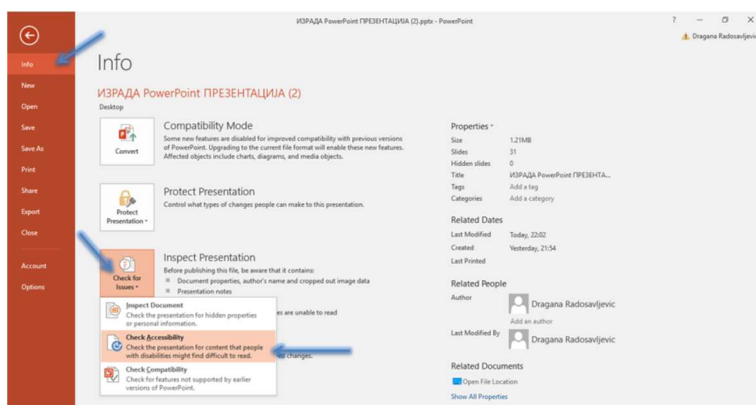 ИЗРАДА PowerPoint ПРЕЗЕНТАЦИЈА (2).pptx - PowerPoint
?
Dragana Radosavljevic
Info
New
Open
Save
Save As
Print
Share
Export
Close
Account
Options
Info
ИЗРАДА PowerPoint ПРЕЗЕНТАЦИЈА (2)
Desktop
Convert
Compatibility Mode
Some new features are disabled for improved compatibility with previous versions
of PowerPoint. Upgrading to the current file format will enable these new features.
Affected objects include charts, diagrams, and media objects.
Protect
Presentation
Protect Presentation
Control what types of changes people can make to this presentation.
Check for
Issues
Inspect Presentation
Before publishing this file, be aware that it contains:
Document properties, author's name and cropped out image data
Presentation notes
es are unable to read
ed changes.
Inspect Document
Check the presentation for hidden properties
or personal information.
Check Accessibility
Check the presentation for content that people
with disabilities might find difficult to read.
Check Compatibility
Check for features not supported by earlier
versions of PowerPoint.
Properties
Size 1.21MB
Slides 31
Hidden slides 0
Title ИЗРАДА PowerPoint ПРЕЗЕНТА...
Tags Add a tag
Categories Add a category
Related Dates
Last Modified Today, 22:02
Created Yesterday, 21:54
Last Printed
Related People
Author Dragana Radosavljevic
Add an author
Last Modified By Dragana Radosavljevic
Related Documents
Open File Location
Show All Properties